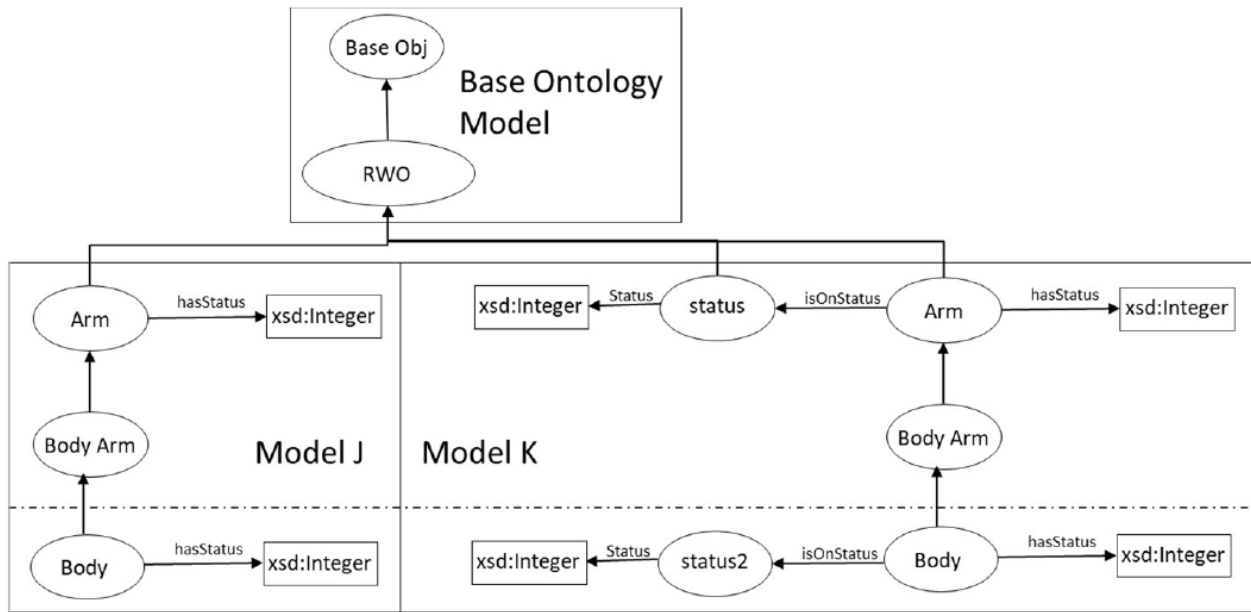 Base Obj
Base Ontology
Model
RWO
Arm
hasStatus
xsd:Integer
xsd:Integer
Status
status
isOnStatus
Arm
hasStatus
xsd:Integer
Body Arm
Model J
Model K
Body Arm
Body
hasStatus
xsd:Integer
xsd:Integer
Status
status2
isOnStatus
Body
hasStatus
xsd:Integer